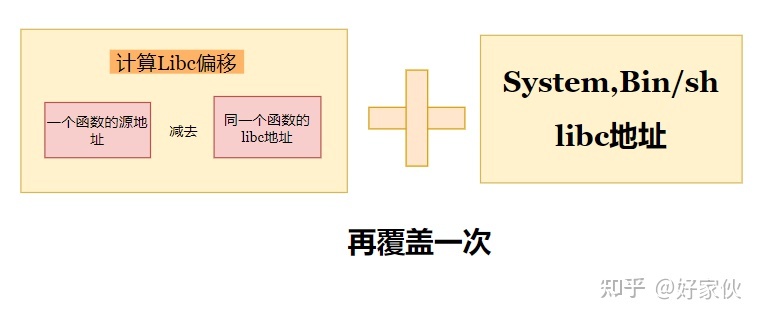 计算Libc偏移
一个函数的源地
址
减去
同一个函数的
libc地址
System,Bin/sh
libc地址
再覆盖一次
知乎 @好家伙